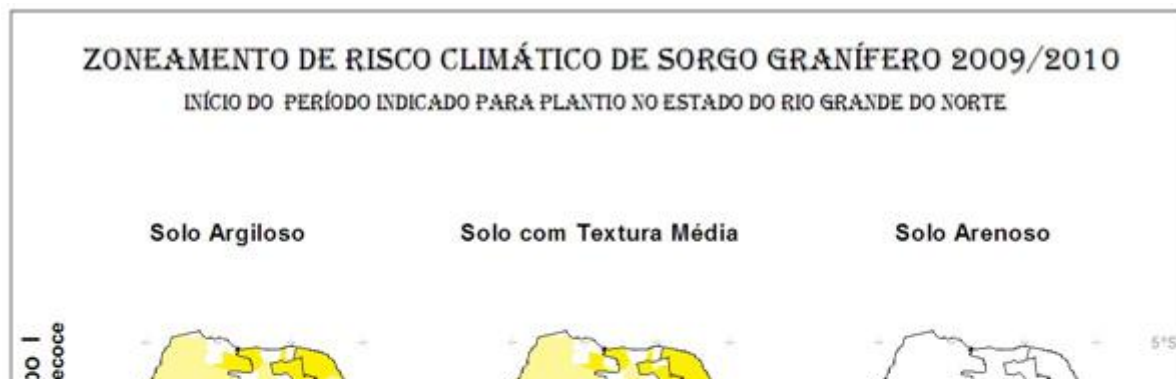 ZONEAMENTO DE RISCO CLIMÁTICO DE SORGO GRANÍFERO 2009/2010
INÍCIO DO PERÍODO INDICADO PARA PLANTIO NO ESTADO DO RIO GRANDE DO NORTE
Solo Argiloso Solo com Textura Média Solo Arenoso
5°S